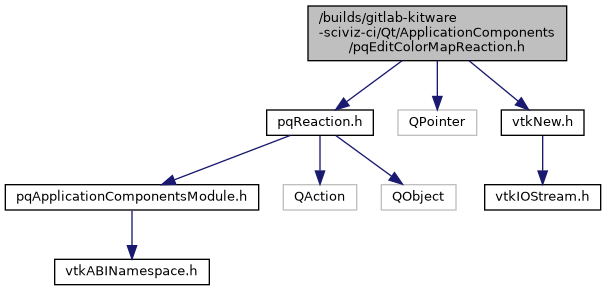 /builds/gitlab-kitware
-sciviz-ci/Qt/ApplicationComponents
/pqEditColorMapReaction.h
pqReaction.h
QPointer
vtkNew.h
pqApplicationComponentsModule.h
QAction
QObject
vtkIOStream.h
vtkABINamespace.h